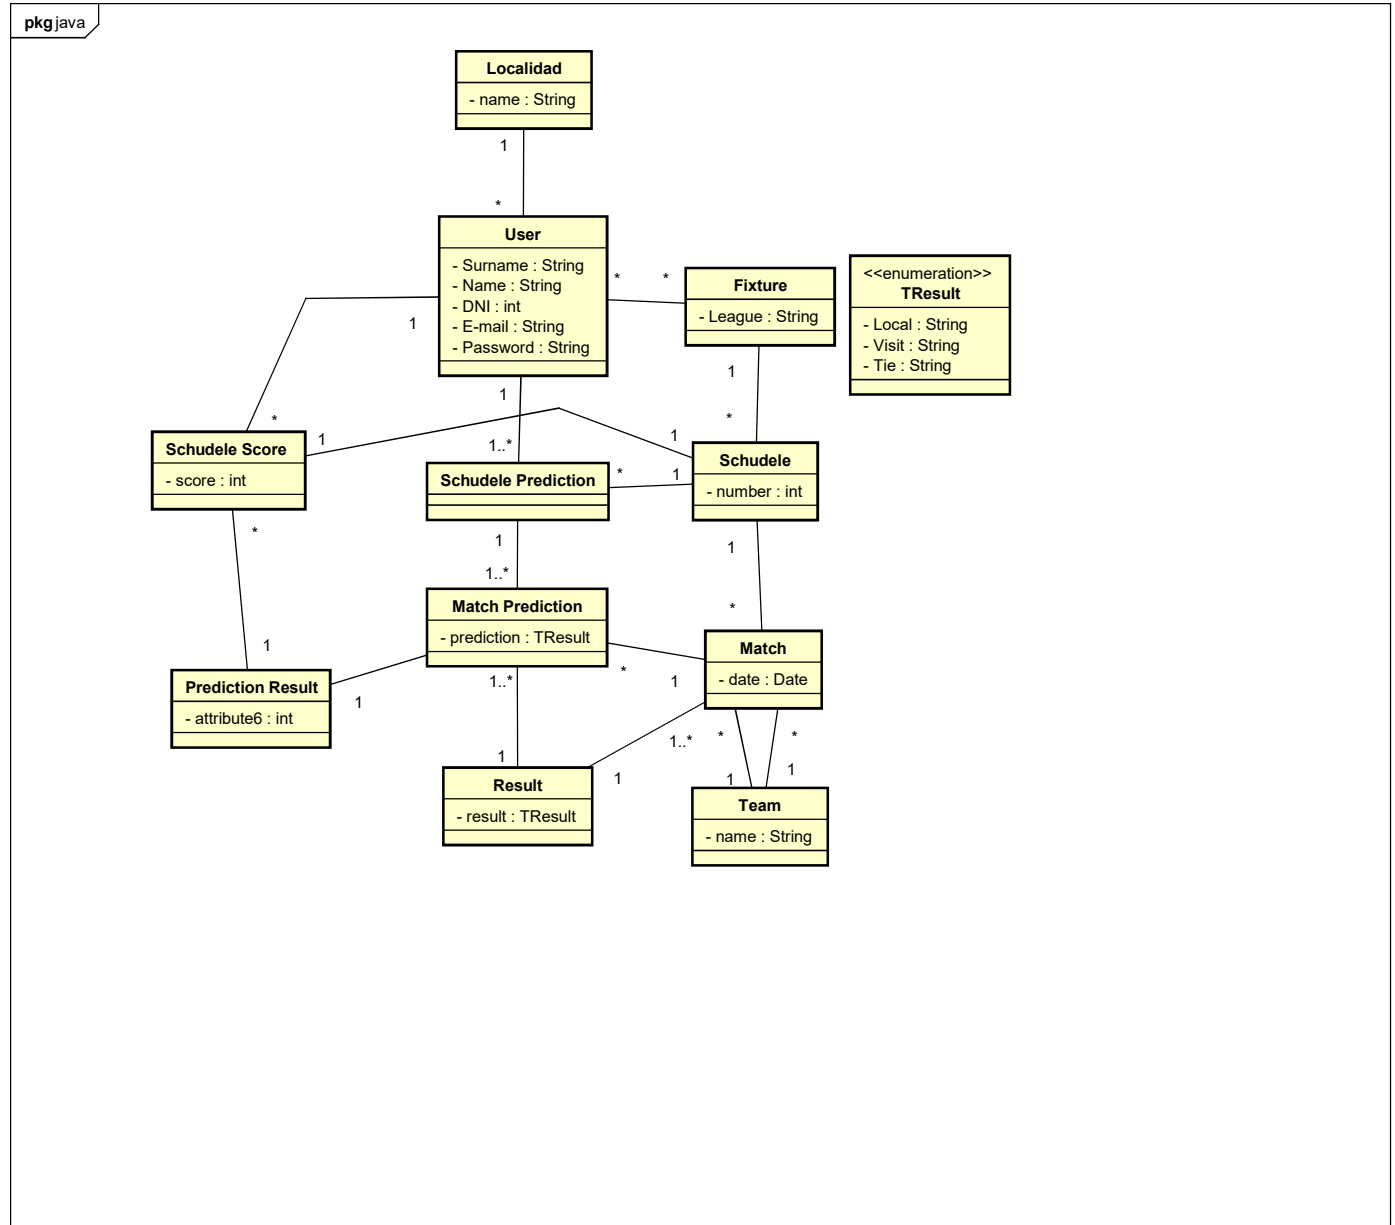 pkg java
Localidad
- name : String
1
*
User
- Surname : String
- Name : String
- DNI : int
- E-mail : String
- Password : String
* *
Fixture
- League : String
<<enumeration>>
TResult
- Local : String
- Visit : String
- Tie : String
1
1
1
*
*
1
1
1..*
Schudele Score
- score : int
Schudele Prediction
*
1
Schudele
- number : int
*
1
1
1..*
Match Prediction
- prediction : TResult
*
Match
- date : Date
*
1
1
1
1..*
Prediction Result
- attribute6 : int
1..*
*
*
1
1
1
1
Result
- result : TResult
Team
- name : String